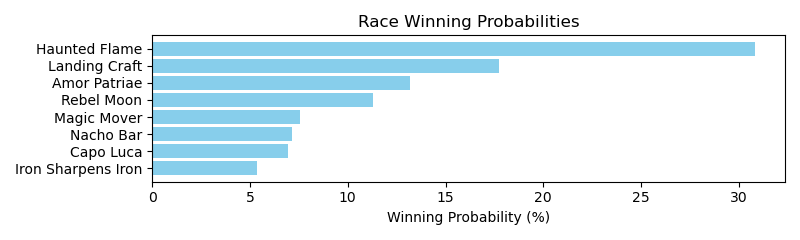 Race Winning Probabilities
Haunted Flame
Landing Craft
Amor Patriae
Rebel Moon
Magic Mover
Nacho Bar
Capo Luca
Iron Sharpens Iron
0 5 10 15 20 25 30
Winning Probability (%)